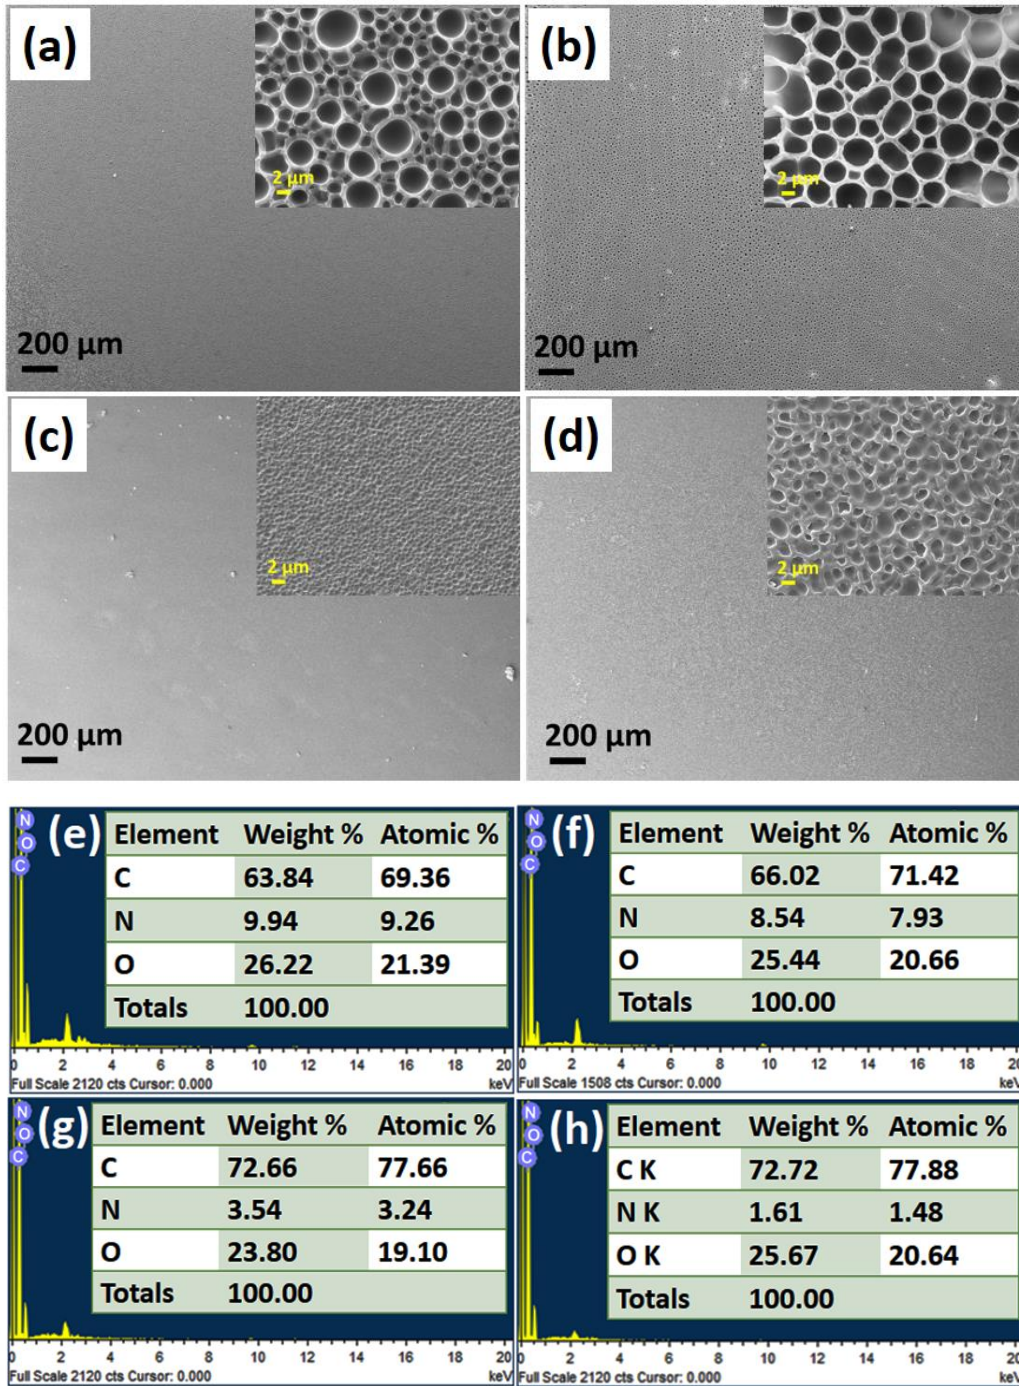 (a)
2 μm
200 μm
(b)
2 μm
200 μm
(c)
2 μm
200 μm
(d)
2 μm
200 μm
(e)
N
O
C
Element Weight % Atomic %
C 63.84 69.36
N 9.94 9.26
O 26.22 21.39
Totals 100.00
0 2 4 6 8 10 12 14 16 18 20
Full Scale 2120 cts Cursor: 0.000 keV
(f)
N
O
C
Element Weight % Atomic %
C 66.02 71.42
N 8.54 7.93
O 25.44 20.66
Totals 100.00
0 2 4 6 8 10 12 14 16 18 20
Full Scale 1508 cts Cursor: 0.000 keV
(g)
N
O
C
Element Weight % Atomic %
C 72.66 77.66
N 3.54 3.24
O 23.80 19.10
Totals 100.00
0 2 4 6 8 10 12 14 16 18 20
Full Scale 2120 cts Cursor: 0.000 keV
(h)
N
O
C
Element Weight % Atomic %
C K 72.72 77.88
N K 1.61 1.48
O K 25.67 20.64
Totals 100.00
0 2 4 6 8 10 12 14 16 18 20
Full Scale 2120 cts Cursor: 0.000 keV